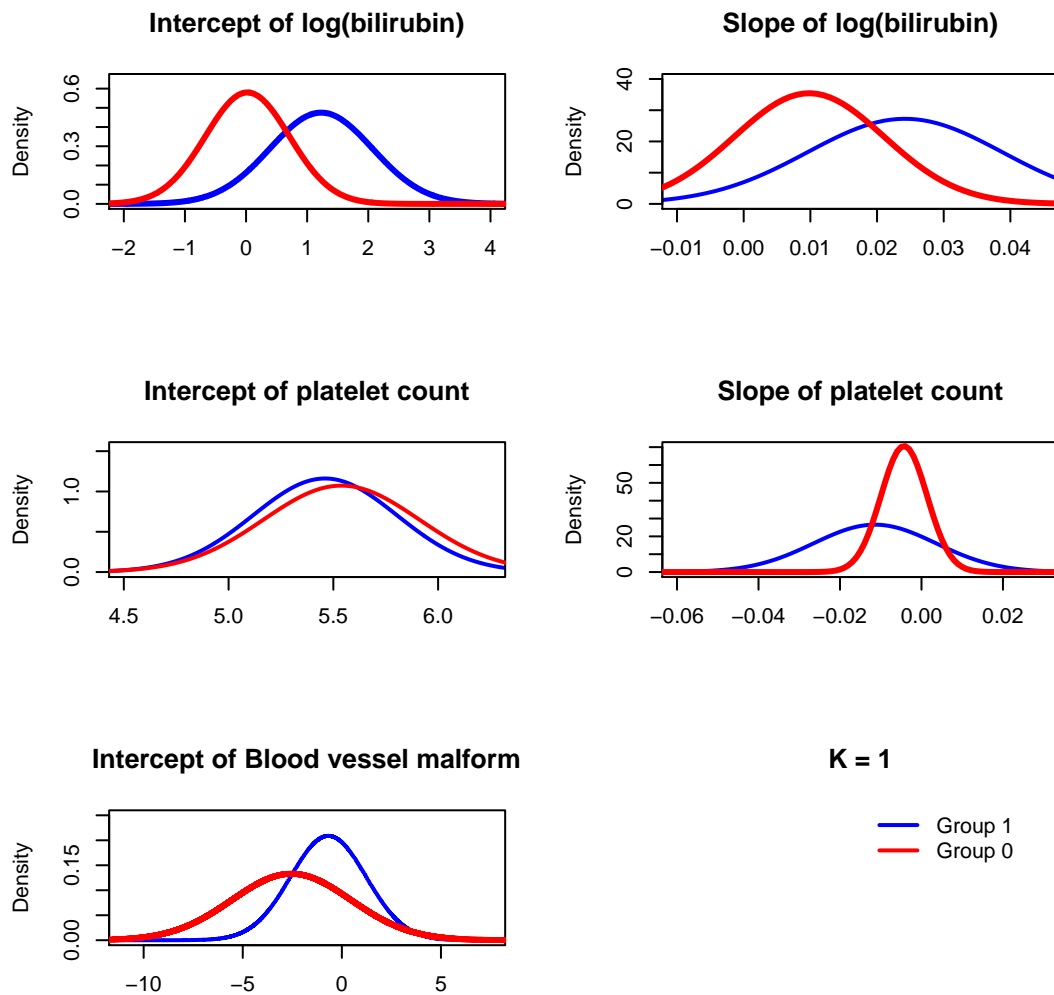 Intercept of log(bilirubin)
Density
0.0 0.3 0.6
−2 −1 0 1 2 3 4
Slope of log(bilirubin)
Density
0 20 40
−0.01 0.00 0.01 0.02 0.03 0.04
Intercept of platelet count
Density
0.0 1.0
4.5 5.0 5.5 6.0
Slope of platelet count
Density
0 20 50
−0.06 −0.04 −0.02 0.00 0.02
Intercept of Blood vessel malform
Density
0.00 0.15
−10 −5 0 5
K = 1
Group 1
Group 0